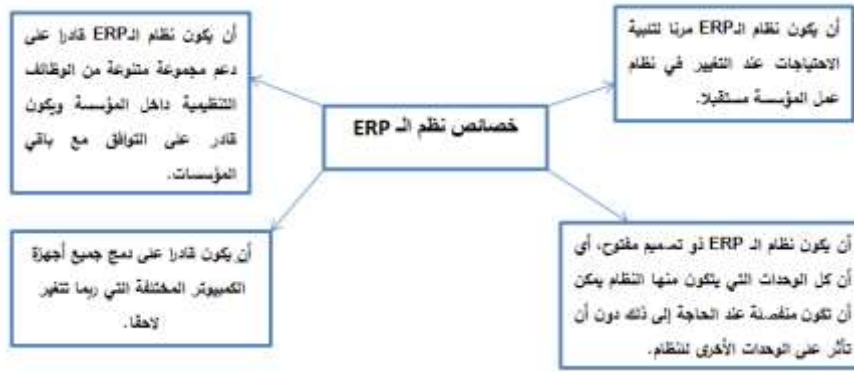 أن يكون نظام الـERP مرنا لتلبية
الاحتياجات عند التغيير في نظام
عمل المؤسسة مستقبلا.
أن يكون نظام الـERP قادرا على
دعم مجموعة متنوعة من الوظائف
التنظيمية داخل المؤسسة ويكون
قادر على التوافق مع باقي
المؤسسات.
خصائص نظم الـ ERP
أن يكون نظام الـ ERP ذو تصميم مفتوح، أي
أن كل الوحدات التي يتكون منها النظام يمكن
أن تكون منفصلة عند الحاجة إلى ذلك دون أن
تأثر على الوحدات الأخرى للنظام.
أن يكون قادرا على دمج جميع أجهزة
الكمبيوتر المختلفة التي ربما تتغير
لاحقا.